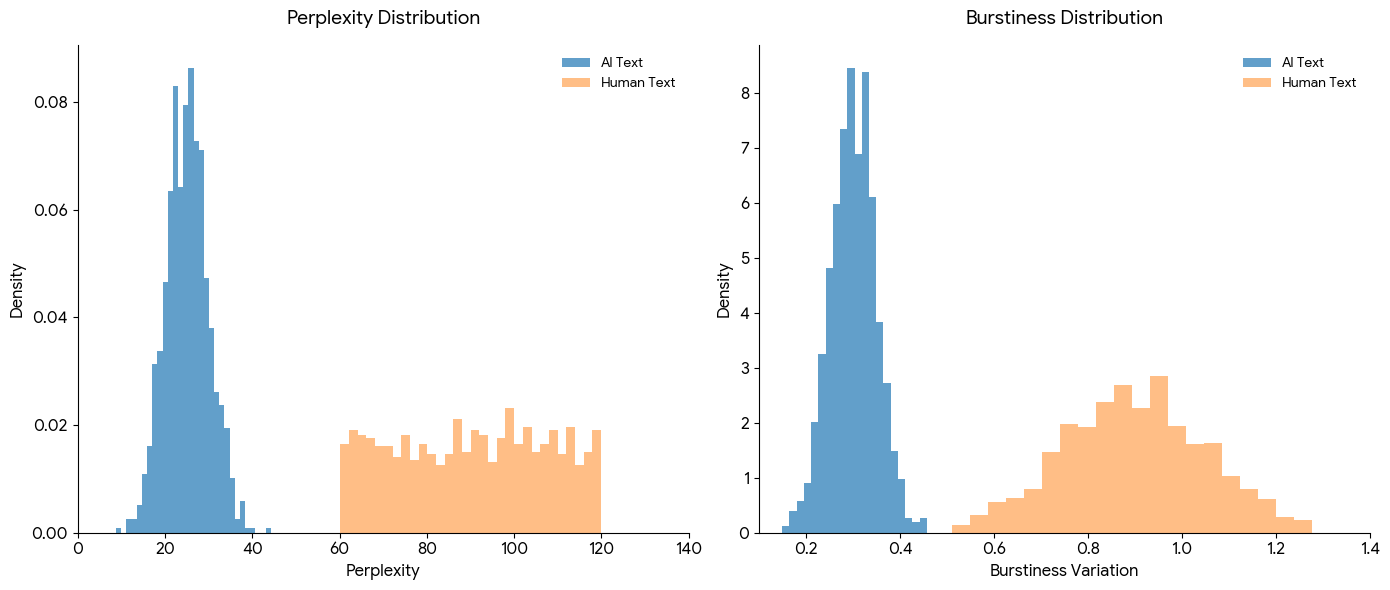 Perplexity Distribution
AI Text
Human Text
0.08
0.06
0.04
0.02
0.00
Density
0 20 40 60 80 100 120 140
Perplexity
Burstiness Distribution
AI Text
Human Text
8
7
6
5
4
3
2
1
0
Density
0.2 0.4 0.6 0.8 1.0 1.2 1.4
Burstiness Variation